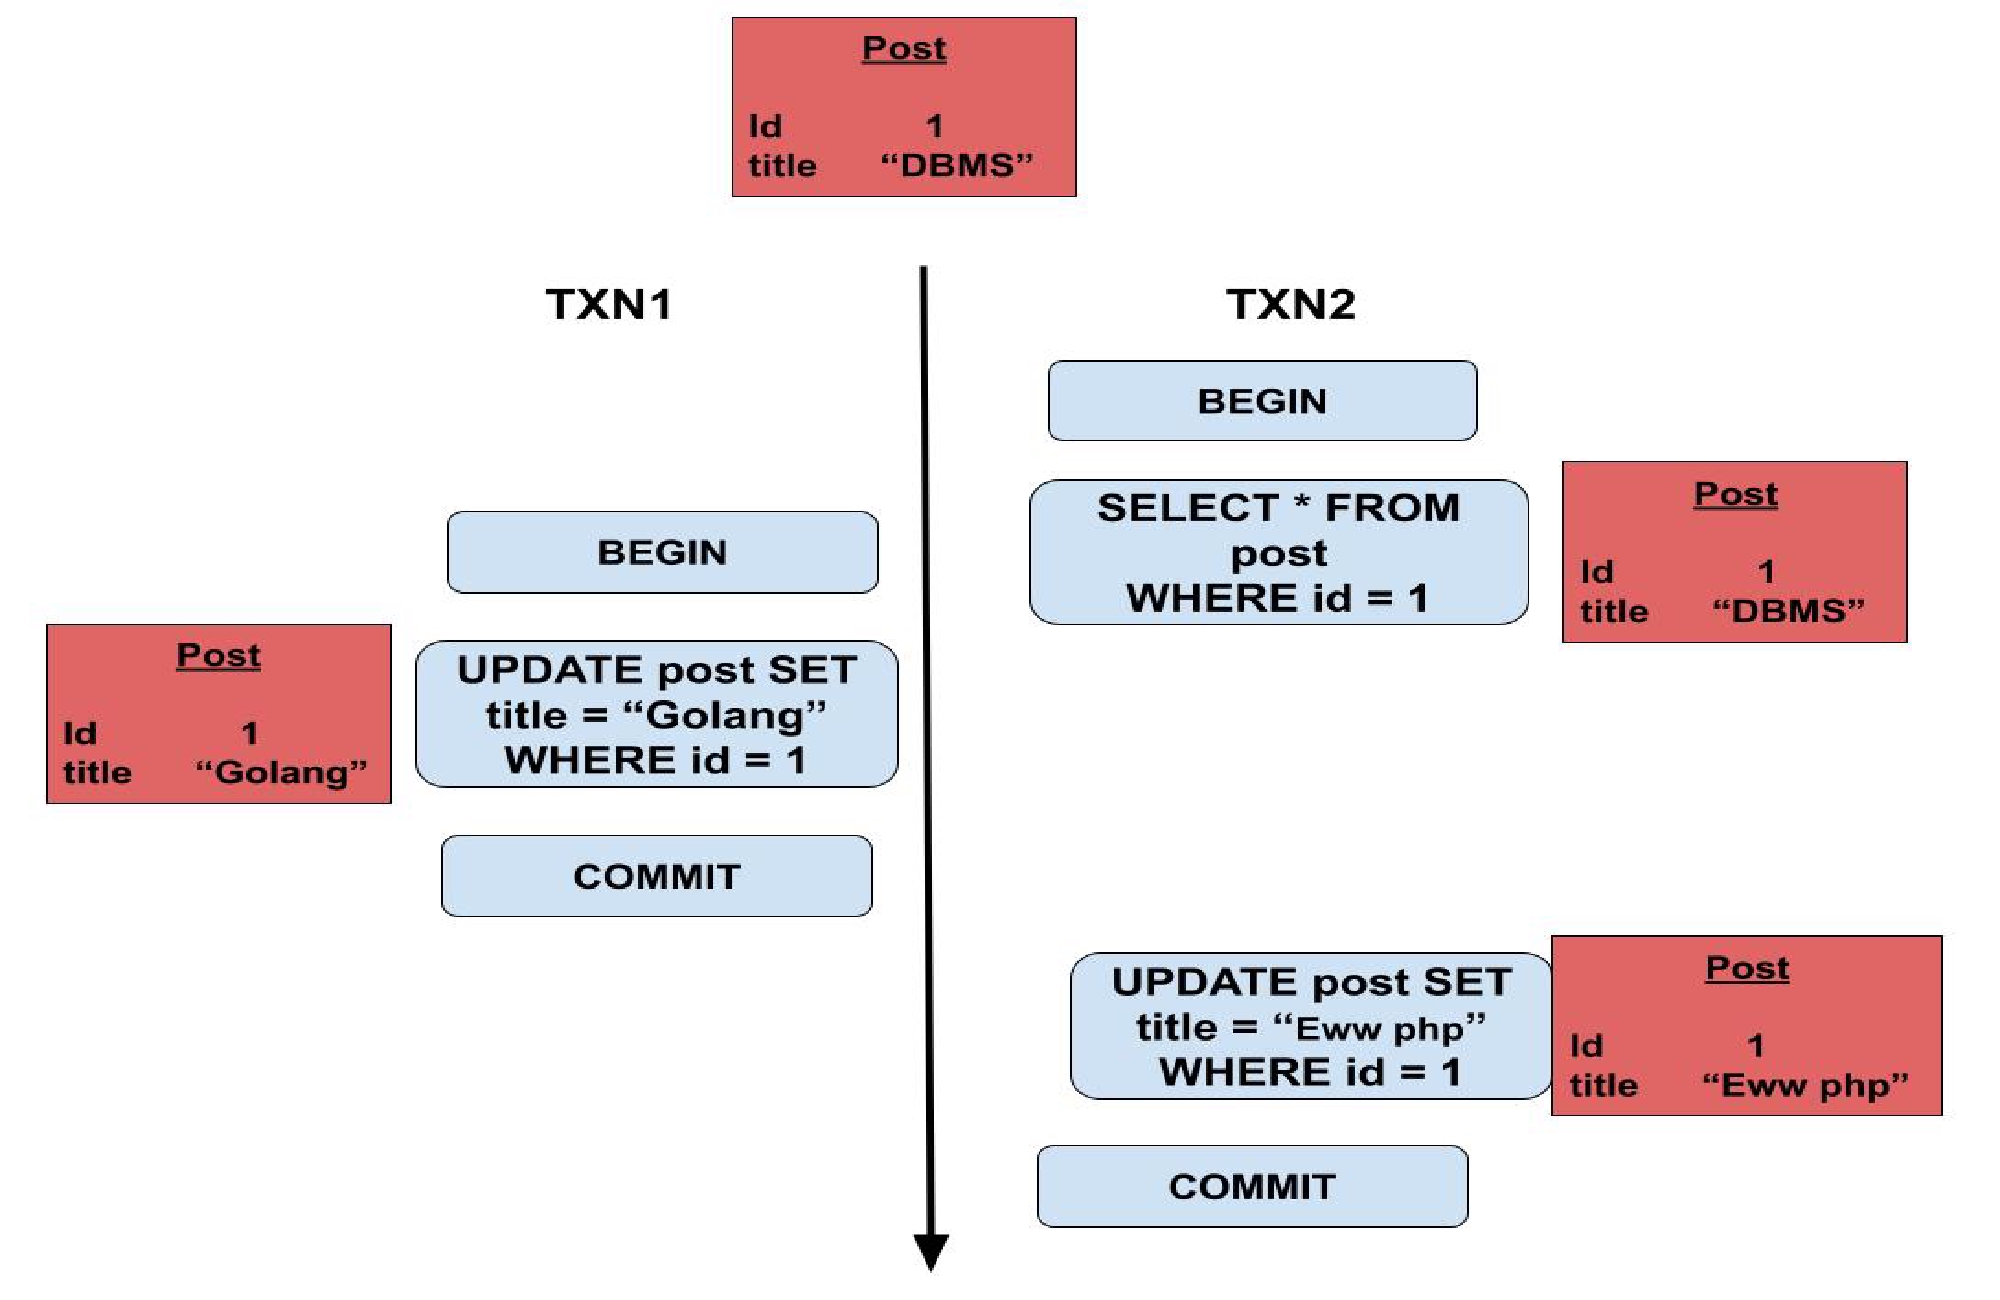 Post
Id 1
title “DBMS”
TXN1
TXN2
BEGIN
SELECT * FROM
post
WHERE id = 1
Post
Id 1
title “DBMS”
BEGIN
UPDATE post SET
title = “Golang”
WHERE id = 1
Post
Id 1
title “Golang”
COMMIT
UPDATE post SET
title = “Eww php”
WHERE id = 1
Post
Id 1
title “Eww php”
COMMIT